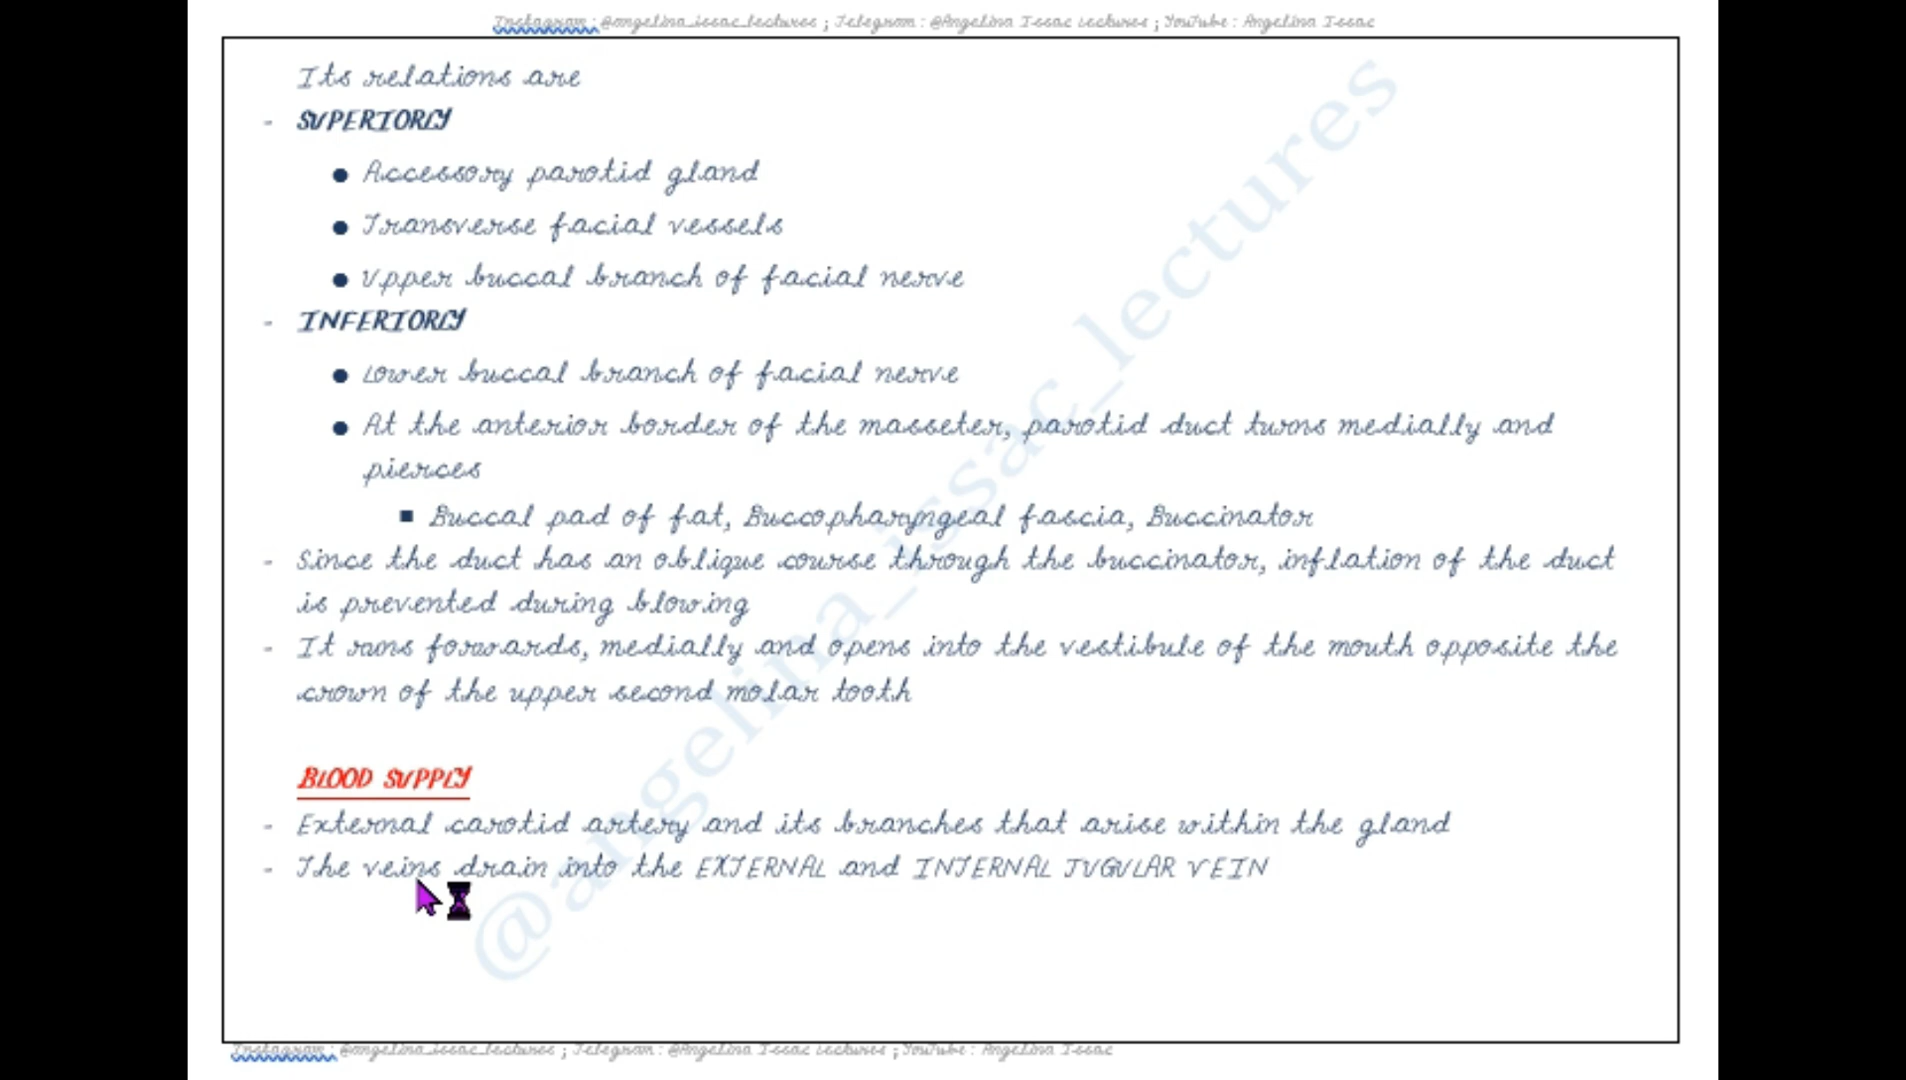 Instagram : @angelina_issac_lectures ; Telegram : @Angelina Issac Lectures ; YouTube : Angelina Issac
Its relations are
- SUPERIORLY
● Accessory parotid gland
● Transverse facial vessels
● Upper buccal branch of facial nerve
- INFERIORLY
● Lower buccal branch of facial nerve
● At the anterior border of the masseter, parotid duct turns medially and
pierces
■ Buccal pad of fat, Buccopharyngeal fascia, Buccinator
- Since the duct has an oblique course through the buccinator, inflation of the duct
is prevented during blowing
- It runs forwards, medially and opens into the vestibule of the mouth opposite the
crown of the upper second molar tooth
BLOOD SUPPLY
- External carotid artery and its branches that arise within the gland
- The veins drain into the EXTERNAL and INTERNAL JUGULAR VEIN
@angelina_issac_lectures
Instagram : @angelina_issac_lectures ; Telegram : @Angelina Issac Lectures ; YouTube : Angelina Issac